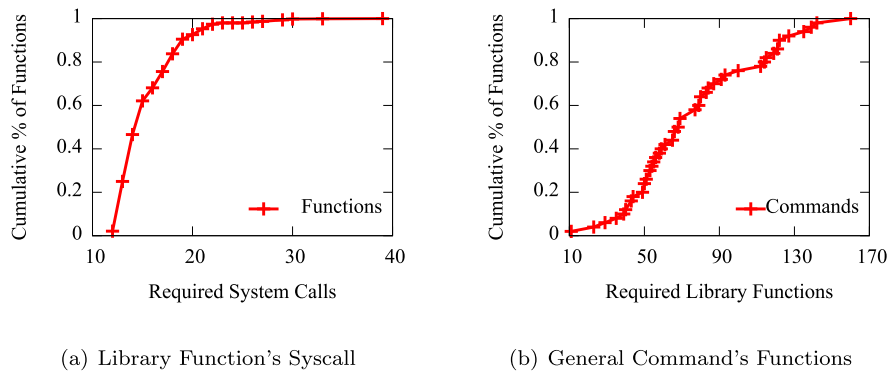 Cumulative % of Functions
1
0.8
0.6
0.4
0.2
0
Functions
10 20 30 40
Required System Calls
(a) Library Function's Syscall
Cumulative % of Functions
1
0.8
0.6
0.4
0.2
0
Commands
10 50 90 130 170
Required Library Functions
(b) General Command's Functions